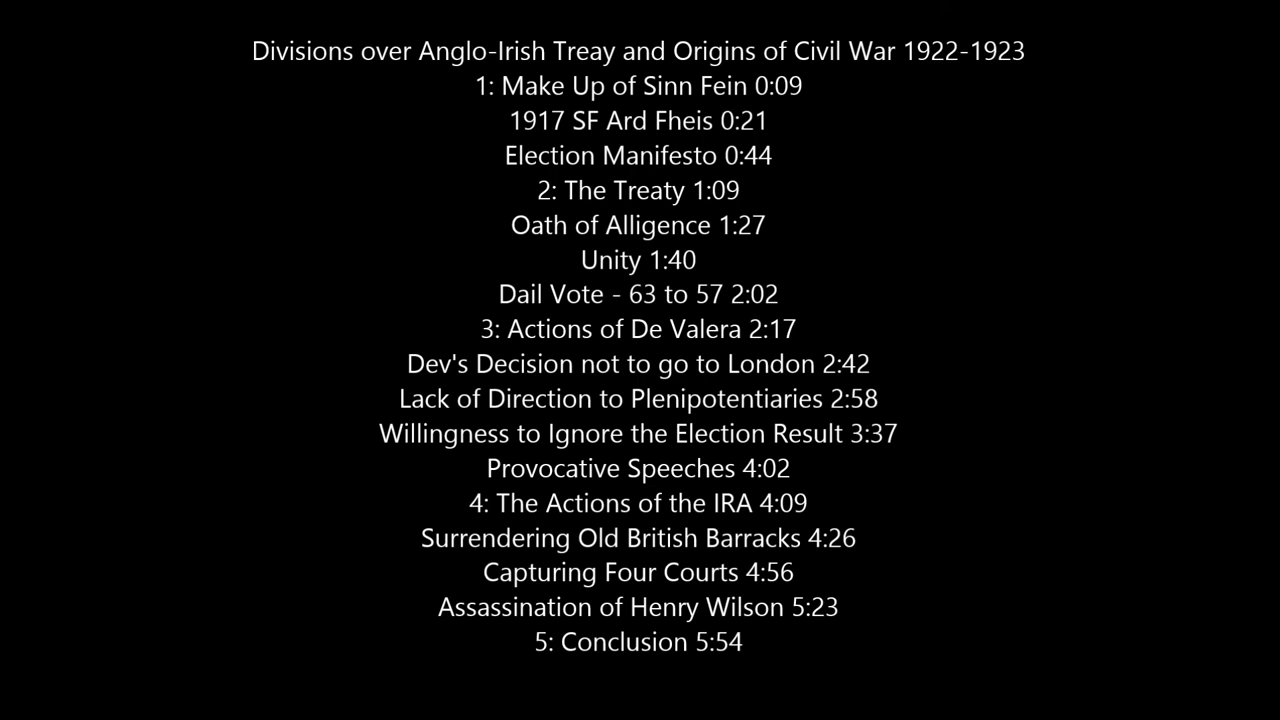 Divisions over Anglo-Irish Treay and Origins of Civil War 1922-1923
1: Make Up of Sinn Fein 0:09
1917 SF Ard Fheis 0:21
Election Manifesto 0:44
2: The Treaty 1:09
Oath of Alligence 1:27
Unity 1:40
Dail Vote - 63 to 57 2:02
3: Actions of De Valera 2:17
Dev's Decision not to go to London 2:42
Lack of Direction to Plenipotentiaries 2:58
Willingness to Ignore the Election Result 3:37
Provocative Speeches 4:02
4: The Actions of the IRA 4:09
Surrendering Old British Barracks 4:26
Capturing Four Courts 4:56
Assassination of Henry Wilson 5:23
5: Conclusion 5:54